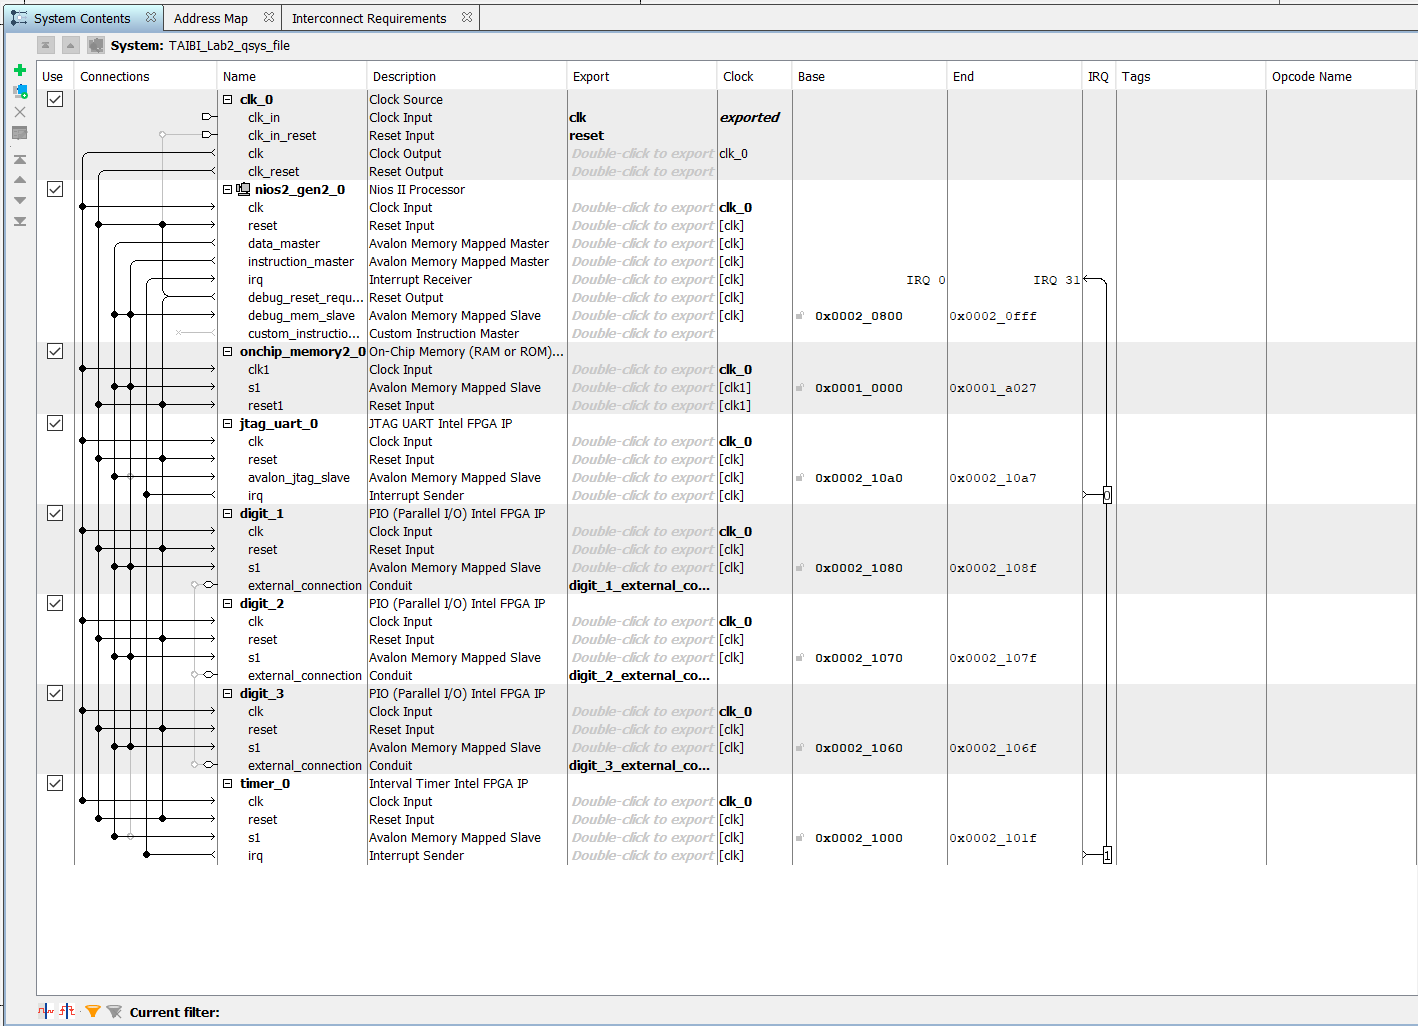 System Contents Address Map Interconnect Requirements
System: TAIBI_Lab2_qsys_file
Use Connections Name Description Export Clock Base End IRQ Tags Opcode Name
clk_0 Clock Source
clk_in Clock Input clk exported
clk_in_reset Reset Input reset
clk Clock Output Double-click to export clk_0
clk_reset Reset Output Double-click to export
nios2_gen2_0 Nios II Processor
clk Clock Input Double-click to export clk_0
reset Reset Input Double-click to export [clk]
data_master Avalon Memory Mapped Master Double-click to export [clk]
instruction_master Avalon Memory Mapped Master Double-click to export [clk]
irq Interrupt Receiver Double-click to export [clk] IRQ 0 IRQ 31
debug_reset_requ... Reset Output Double-click to export [clk]
debug_mem_slave Avalon Memory Mapped Slave Double-click to export [clk] 0x0002_0800 0x0002_0fff
custom_instructio... Custom Instruction Master Double-click to export
onchip_memory2_0 On-Chip Memory (RAM or ROM)...
clk1 Clock Input Double-click to export clk_0
s1 Avalon Memory Mapped Slave Double-click to export [clk1] 0x0001_0000 0x0001_a027
reset1 Reset Input Double-click to export [clk1]
jtag_uart_0 JTAG UART Intel FPGA IP
clk Clock Input Double-click to export clk_0
reset Reset Input Double-click to export [clk]
avalon_jtag_slave Avalon Memory Mapped Slave Double-click to export [clk] 0x0002_10a0 0x0002_10a7
irq Interrupt Sender Double-click to export [clk] 0
digit_1 PIO (Parallel I/O) Intel FPGA IP
clk Clock Input Double-click to export clk_0
reset Reset Input Double-click to export [clk]
s1 Avalon Memory Mapped Slave Double-click to export [clk] 0x0002_1080 0x0002_108f
external_connection Conduit digit_1_external_co...
digit_2 PIO (Parallel I/O) Intel FPGA IP
clk Clock Input Double-click to export clk_0
reset Reset Input Double-click to export [clk]
s1 Avalon Memory Mapped Slave Double-click to export [clk] 0x0002_1070 0x0002_107f
external_connection Conduit digit_2_external_co...
digit_3 PIO (Parallel I/O) Intel FPGA IP
clk Clock Input Double-click to export clk_0
reset Reset Input Double-click to export [clk]
s1 Avalon Memory Mapped Slave Double-click to export [clk] 0x0002_1060 0x0002_106f
external_connection Conduit digit_3_external_co...
timer_0 Interval Timer Intel FPGA IP
clk Clock Input Double-click to export clk_0
reset Reset Input Double-click to export [clk]
s1 Avalon Memory Mapped Slave Double-click to export [clk] 0x0002_1000 0x0002_101f
irq Interrupt Sender Double-click to export [clk] 1
Current filter: